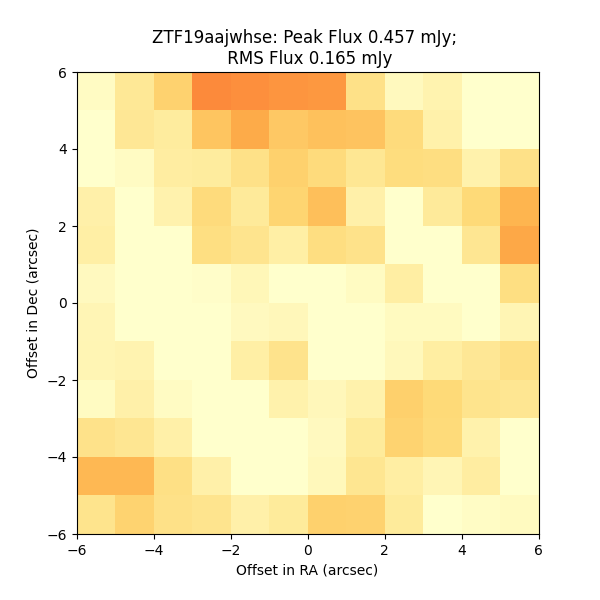 ZTF19aajwhse: Peak Flux 0.457 mJy;
RMS Flux 0.165 mJy
6
4
2
0
−2
−4
−6
Offset in Dec (arcsec)
−6 −4 −2 0 2 4 6
Offset in RA (arcsec)